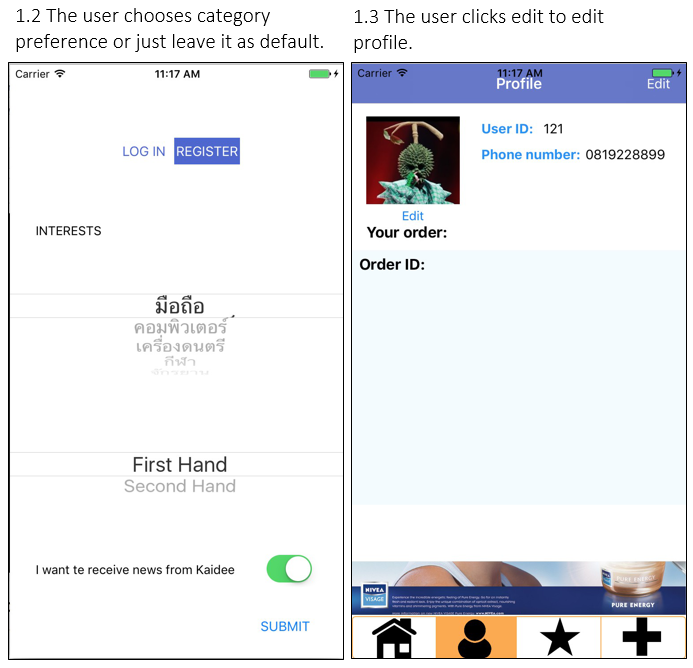 1.2 The user chooses category
preference or just leave it as default.
Carrier 11:17 AM
LOG IN REGISTER
INTERESTS
มือถือ
คอมพิวเตอร์
เครื่องดนตรี
กีฬา
First Hand
Second Hand
I want te receive news from Kaidee
SUBMIT
1.3 The user clicks edit to edit
profile.
Carrier 11:17 AM
Profile Edit
User ID: 121
Phone number: 0819228899
Edit
Your order:
Order ID:
NIVEA
VISAGE
PURE ENERGY
PURE ENERGY